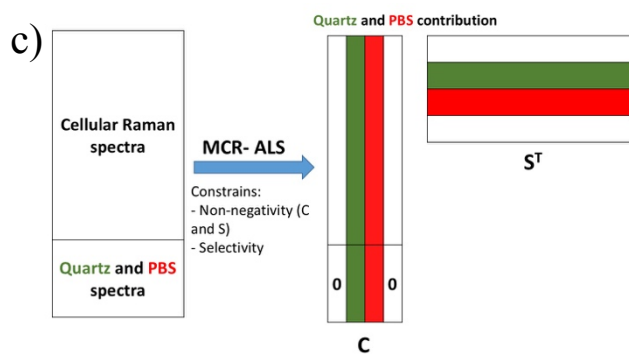 c)
Quartz and PBS contribution
Cellular Raman
spectra
MCR- ALS
Constrains:
- Non-negativity (C
and S)
- Selectivity
Quartz and PBS
spectra
0
0
C
Sᵀ